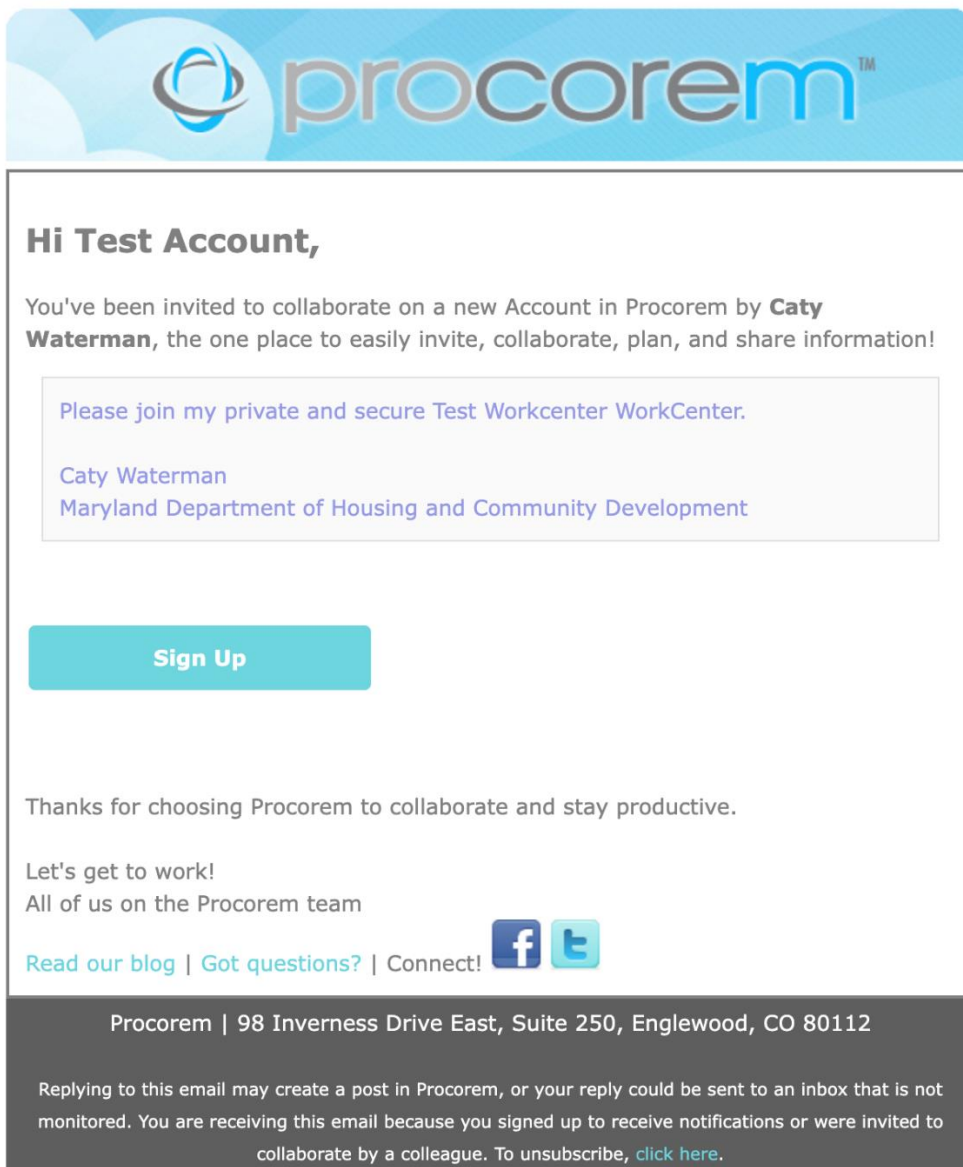 procorem™
Hi Test Account,
You've been invited to collaborate on a new Account in Procorem by Caty
Waterman, the one place to easily invite, collaborate, plan, and share information!
Please join my private and secure Test Workcenter WorkCenter.
Caty Waterman
Maryland Department of Housing and Community Development
Sign Up
Thanks for choosing Procorem to collaborate and stay productive.
Let's get to work!
All of us on the Procorem team
Read our blog | Got questions? | Connect! f t
Procorem | 98 Inverness Drive East, Suite 250, Englewood, CO 80112
Replying to this email may create a post in Procorem, or your reply could be sent to an inbox that is not
monitored. You are receiving this email because you signed up to receive notifications or were invited to
collaborate by a colleague. To unsubscribe, click here.